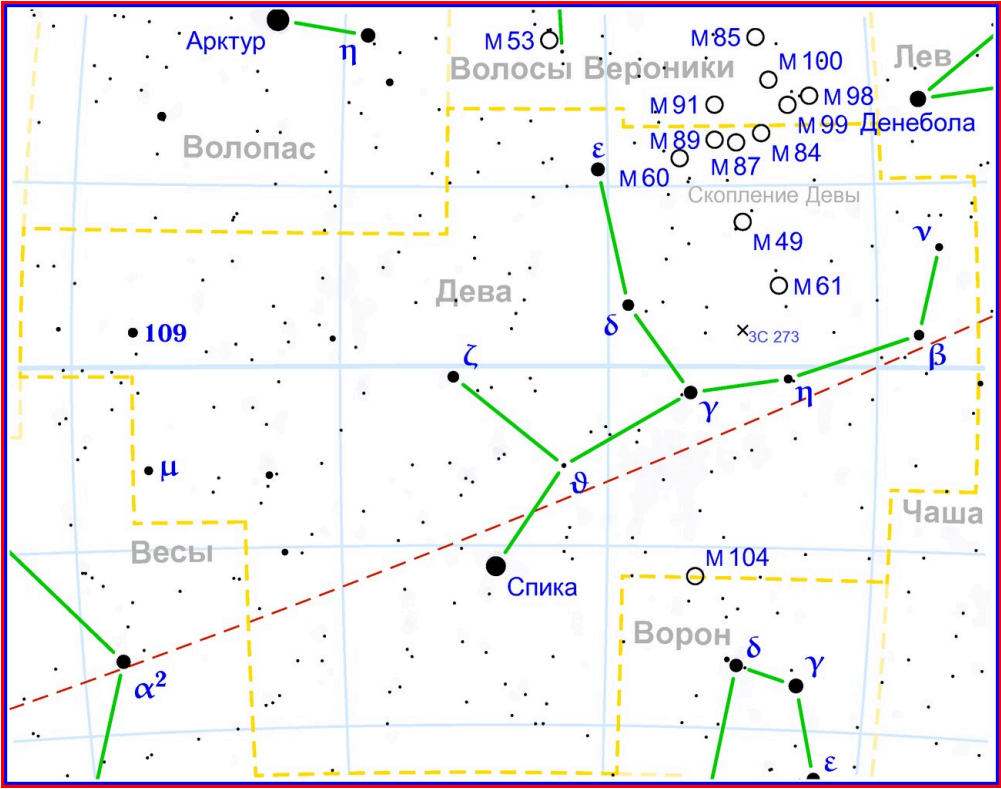 Арктур
η
M 53
M 85
M 100
Лев
Волосы Вероники
M 91
M 98
M 99
Денебола
Волопас
ε
M 89
M 87
M 84
M 60
Скопление Девы
M 49
ν
Дева
M 61
109
δ
3C 273
β
ζ
γ
η
μ
ϑ
Чаша
Весы
M 104
Спика
Ворон
δ
γ
α²
ε